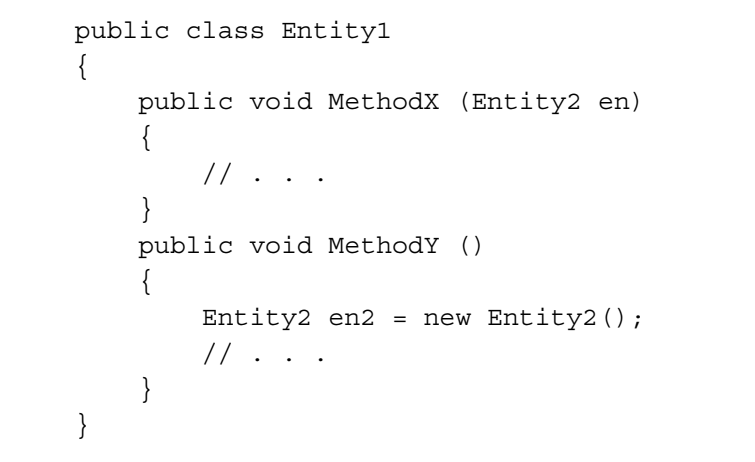 public class Entity1
{
    public void MethodX (Entity2 en)
    {
        // . . .
    }
    public void MethodY ()
    {
        Entity2 en2 = new Entity2();
        // . . .
    }
}